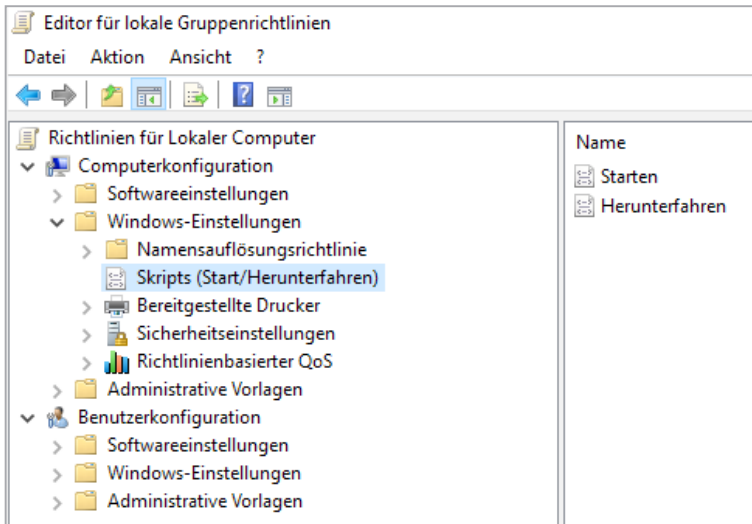 Editor für lokale Gruppenrichtlinien
Datei Aktion Ansicht ?
Richtlinien für Lokaler Computer
Computerkonfiguration
Softwareeinstellungen
Windows-Einstellungen
Namensauflösungsrichtlinie
Skripts (Start/Herunterfahren)
Bereitgestellte Drucker
Sicherheitseinstellungen
Richtlinienbasierter QoS
Administrative Vorlagen
Benutzerkonfiguration
Softwareeinstellungen
Windows-Einstellungen
Administrative Vorlagen
Name
Starten
Herunterfahren